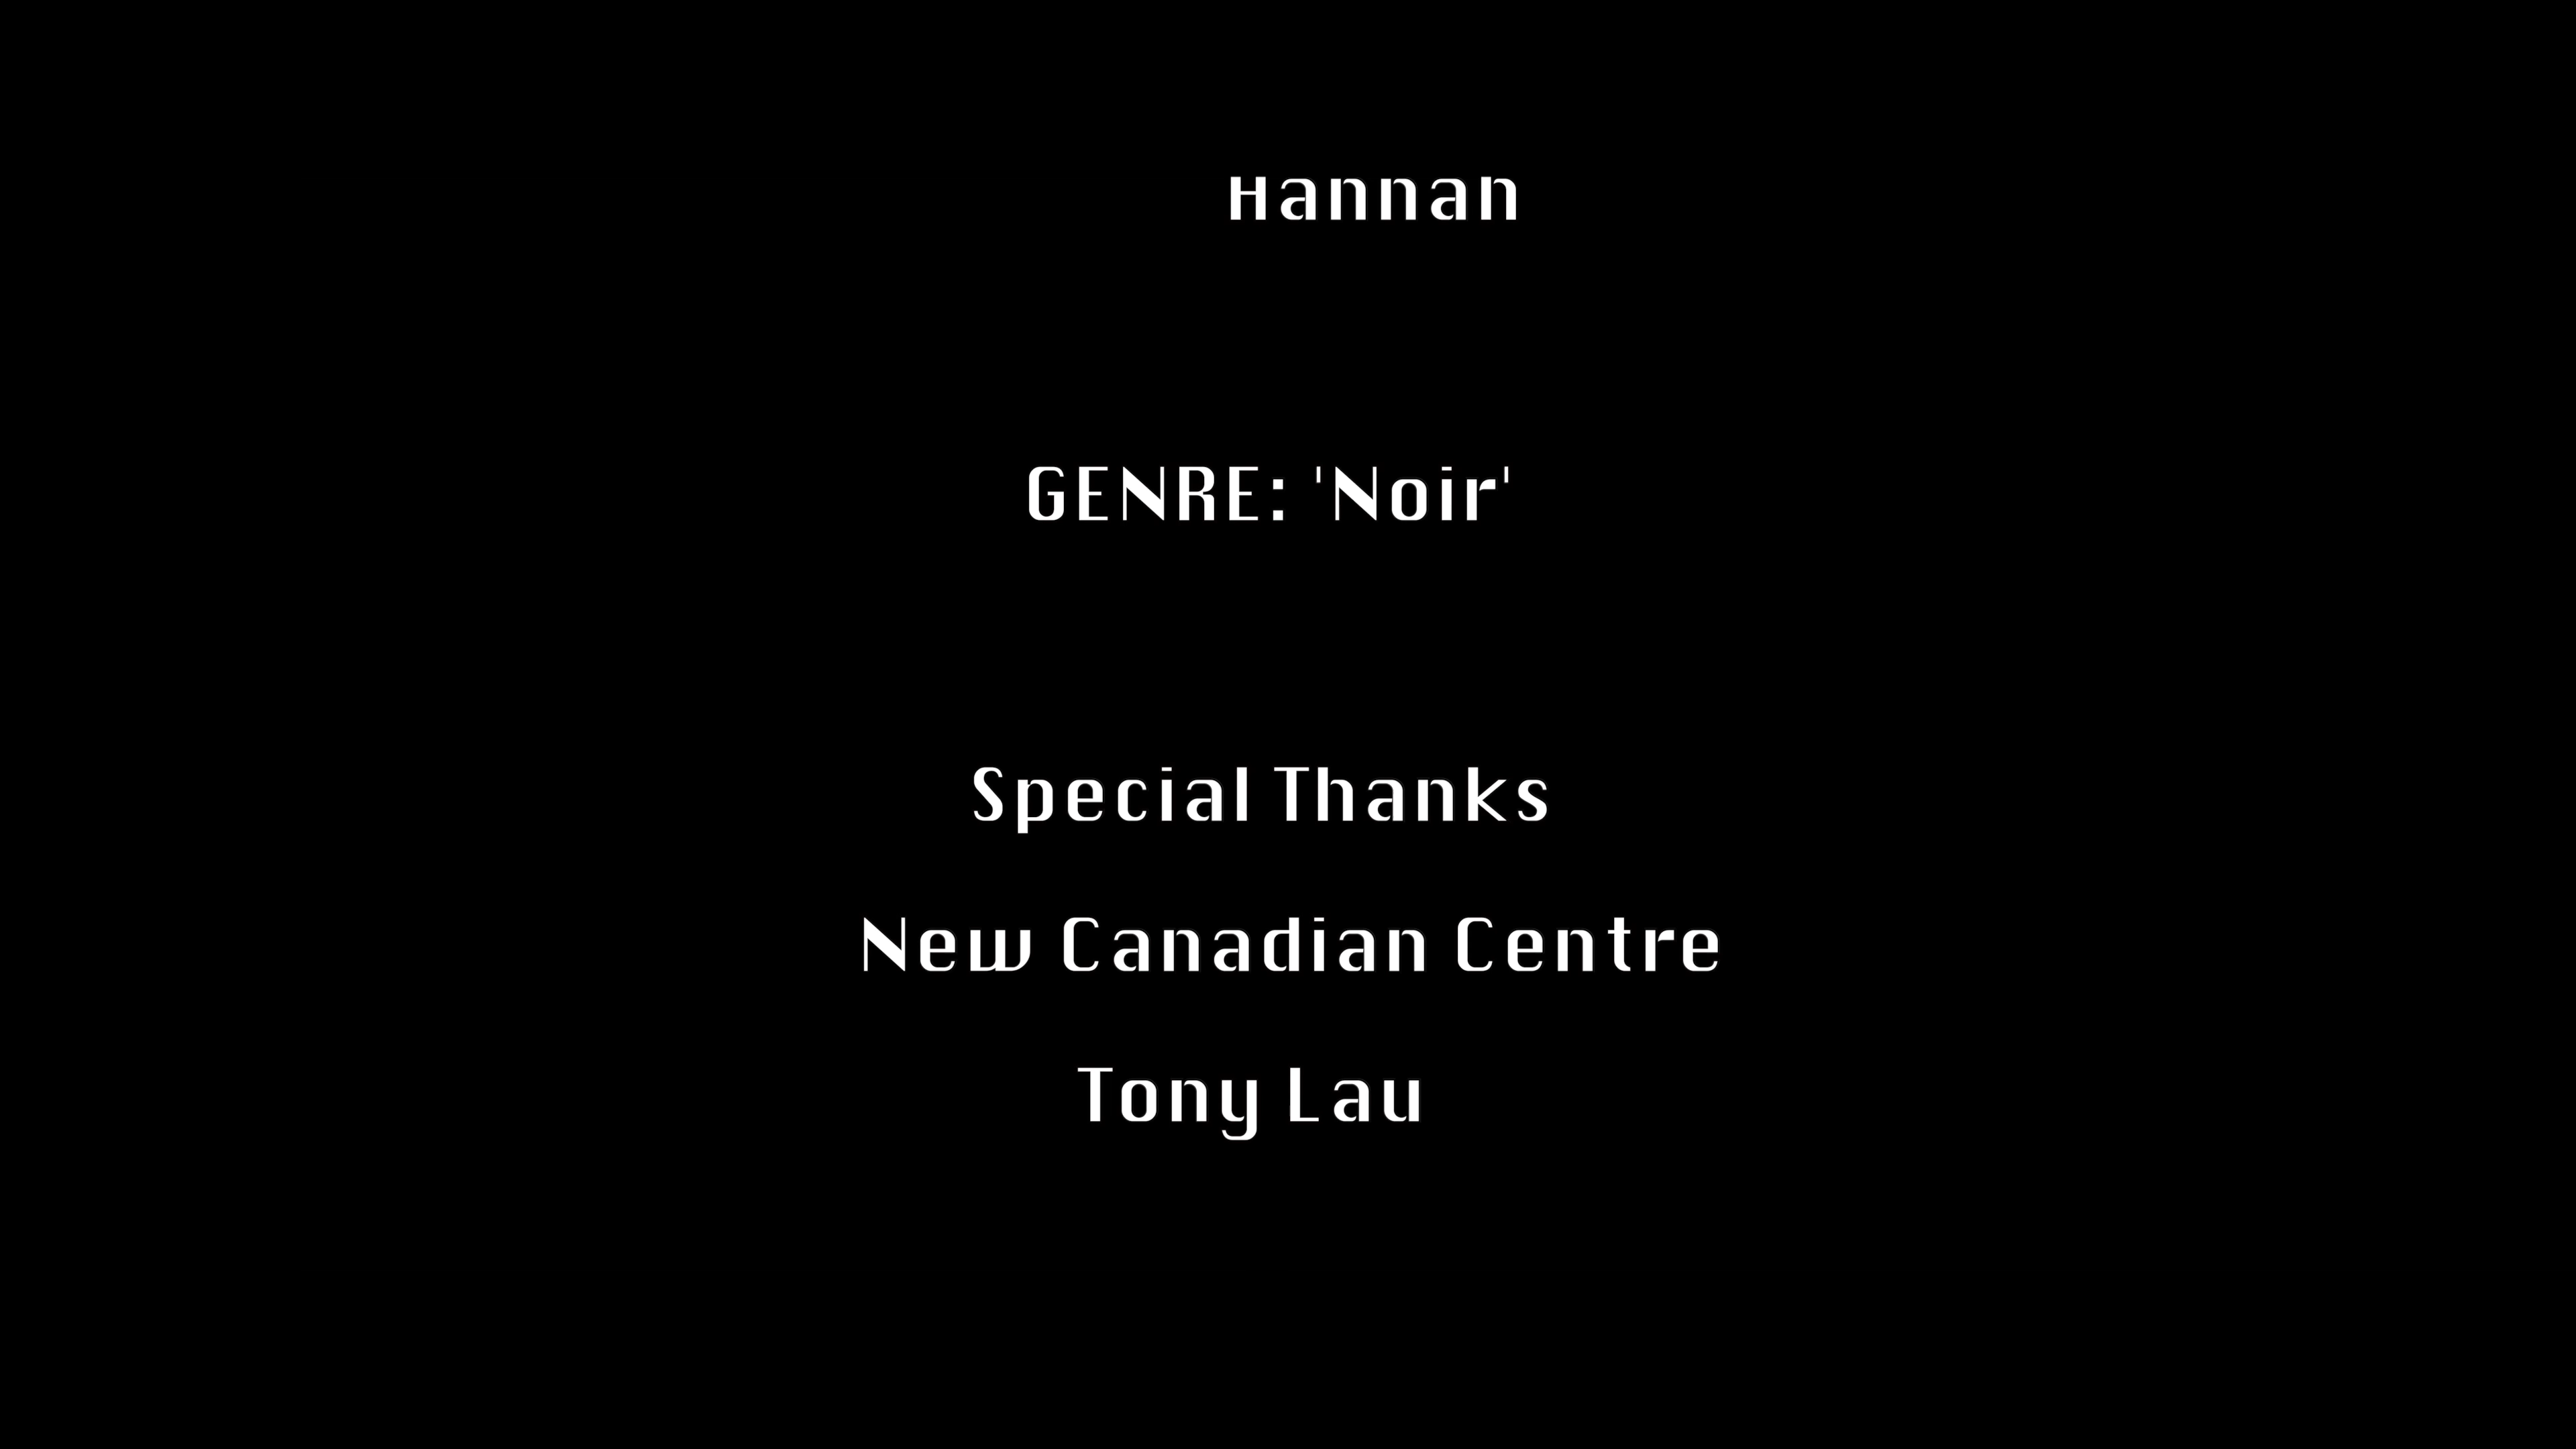 Hannan
GENRE: 'Noir'
Special Thanks
New Canadian Centre
Tony Lau